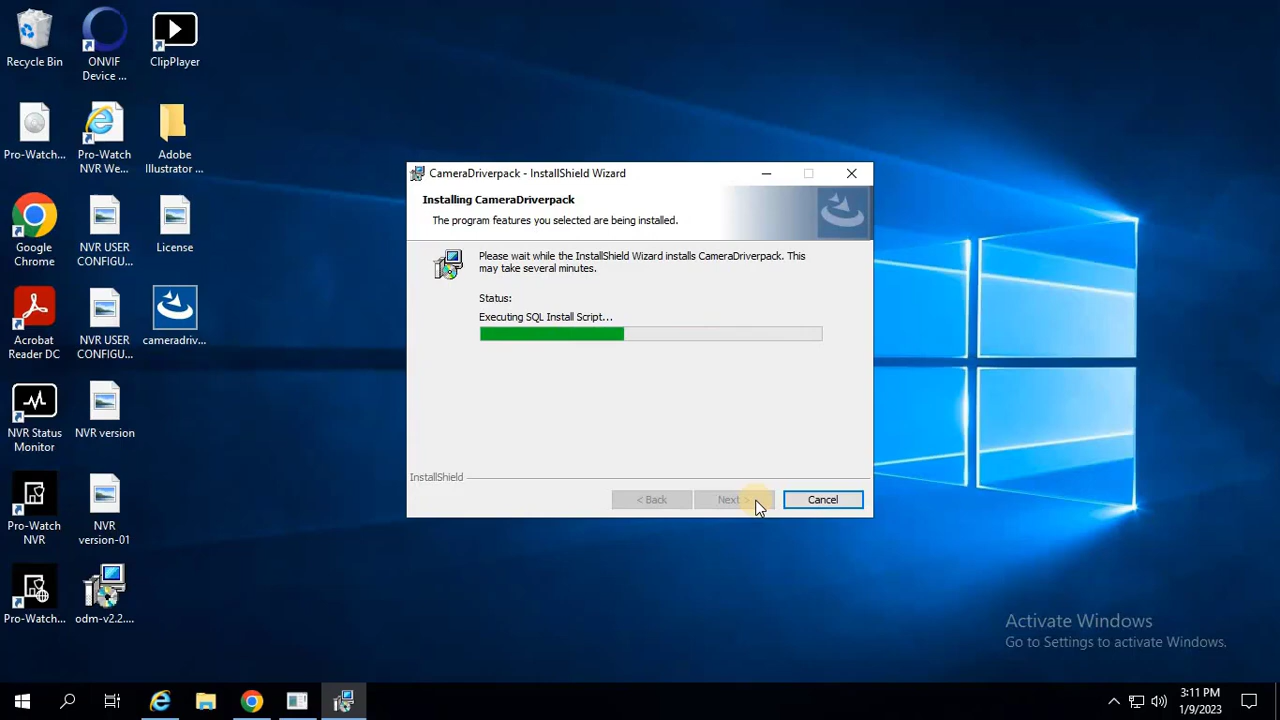 Recycle Bin
ONVIF
Device ...
ClipPlayer
Pro-Watch...
Pro-Watch
NVR We...
Adobe
Illustrator ...
Google
Chrome
NVR USER
CONFIGU...
License
Acrobat
Reader DC
NVR USER
CONFIGU...
cameradriv...
NVR Status
Monitor
NVR version
Pro-Watch
NVR
NVR
version-01
Pro-Watch...
odm-v2.2....
CameraDriverpack - InstallShield Wizard
Installing CameraDriverpack
The program features you selected are being installed.
Please wait while the InstallShield Wizard installs CameraDriverpack. This
may take several minutes.
Status:
Executing SQL Install Script...
InstallShield
< Back
Next >
Cancel
Activate Windows
Go to Settings to activate Windows.
3:11 PM
1/9/2023